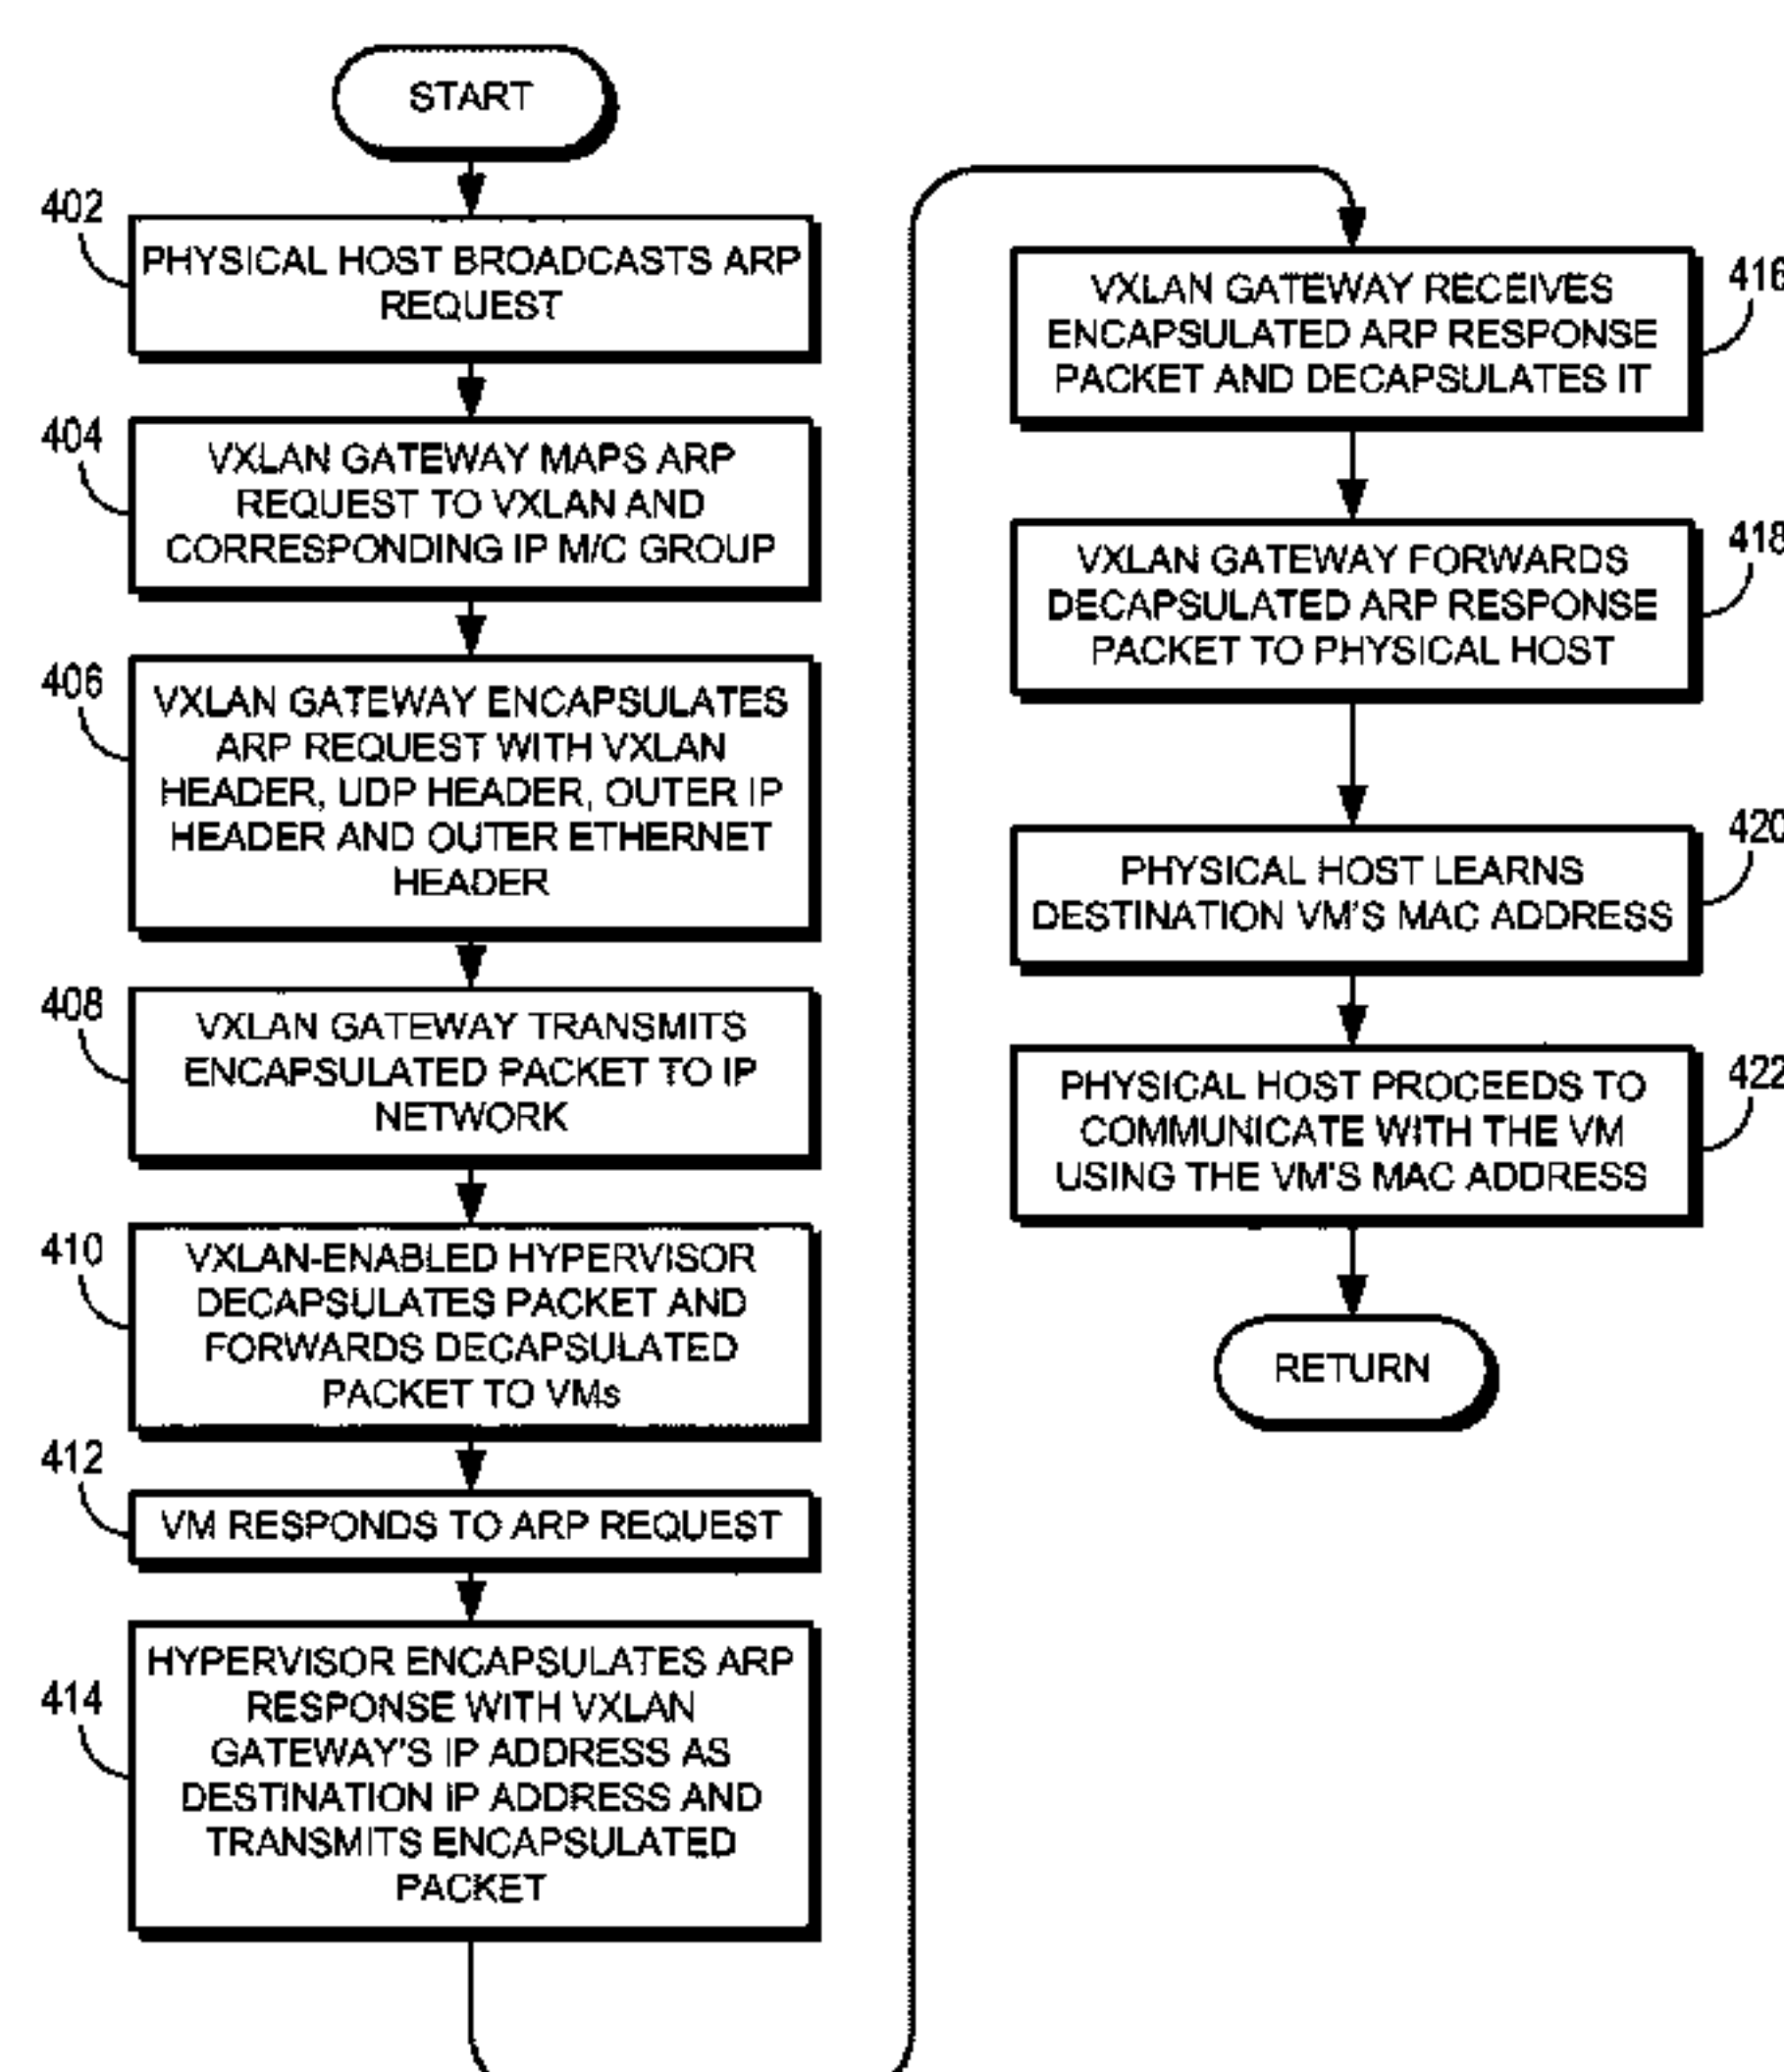 START
402
PHYSICAL HOST BROADCASTS ARP
REQUEST
404
VXLAN GATEWAY MAPS ARP
REQUEST TO VXLAN AND
CORRESPONDING IP M/C GROUP
406
VXLAN GATEWAY ENCAPSULATES
ARP REQUEST WITH VXLAN
HEADER, UDP HEADER, OUTER IP
HEADER AND OUTER ETHERNET
HEADER
408
VXLAN GATEWAY TRANSMITS
ENCAPSULATED PACKET TO IP
NETWORK
410
VXLAN-ENABLED HYPERVISOR
DECAPSULATES PACKET AND
FORWARDS DECAPSULATED
PACKET TO VMs
412
VM RESPONDS TO ARP REQUEST
414
HYPERVISOR ENCAPSULATES ARP
RESPONSE WITH VXLAN
GATEWAY'S IP ADDRESS AS
DESTINATION IP ADDRESS AND
TRANSMITS ENCAPSULATED
PACKET
416
VXLAN GATEWAY RECEIVES
ENCAPSULATED ARP RESPONSE
PACKET AND DECAPSULATES IT
418
VXLAN GATEWAY FORWARDS
DECAPSULATED ARP RESPONSE
PACKET TO PHYSICAL HOST
420
PHYSICAL HOST LEARNS
DESTINATION VM'S MAC ADDRESS
422
PHYSICAL HOST PROCEEDS TO
COMMUNICATE WITH THE VM
USING THE VM'S MAC ADDRESS
RETURN